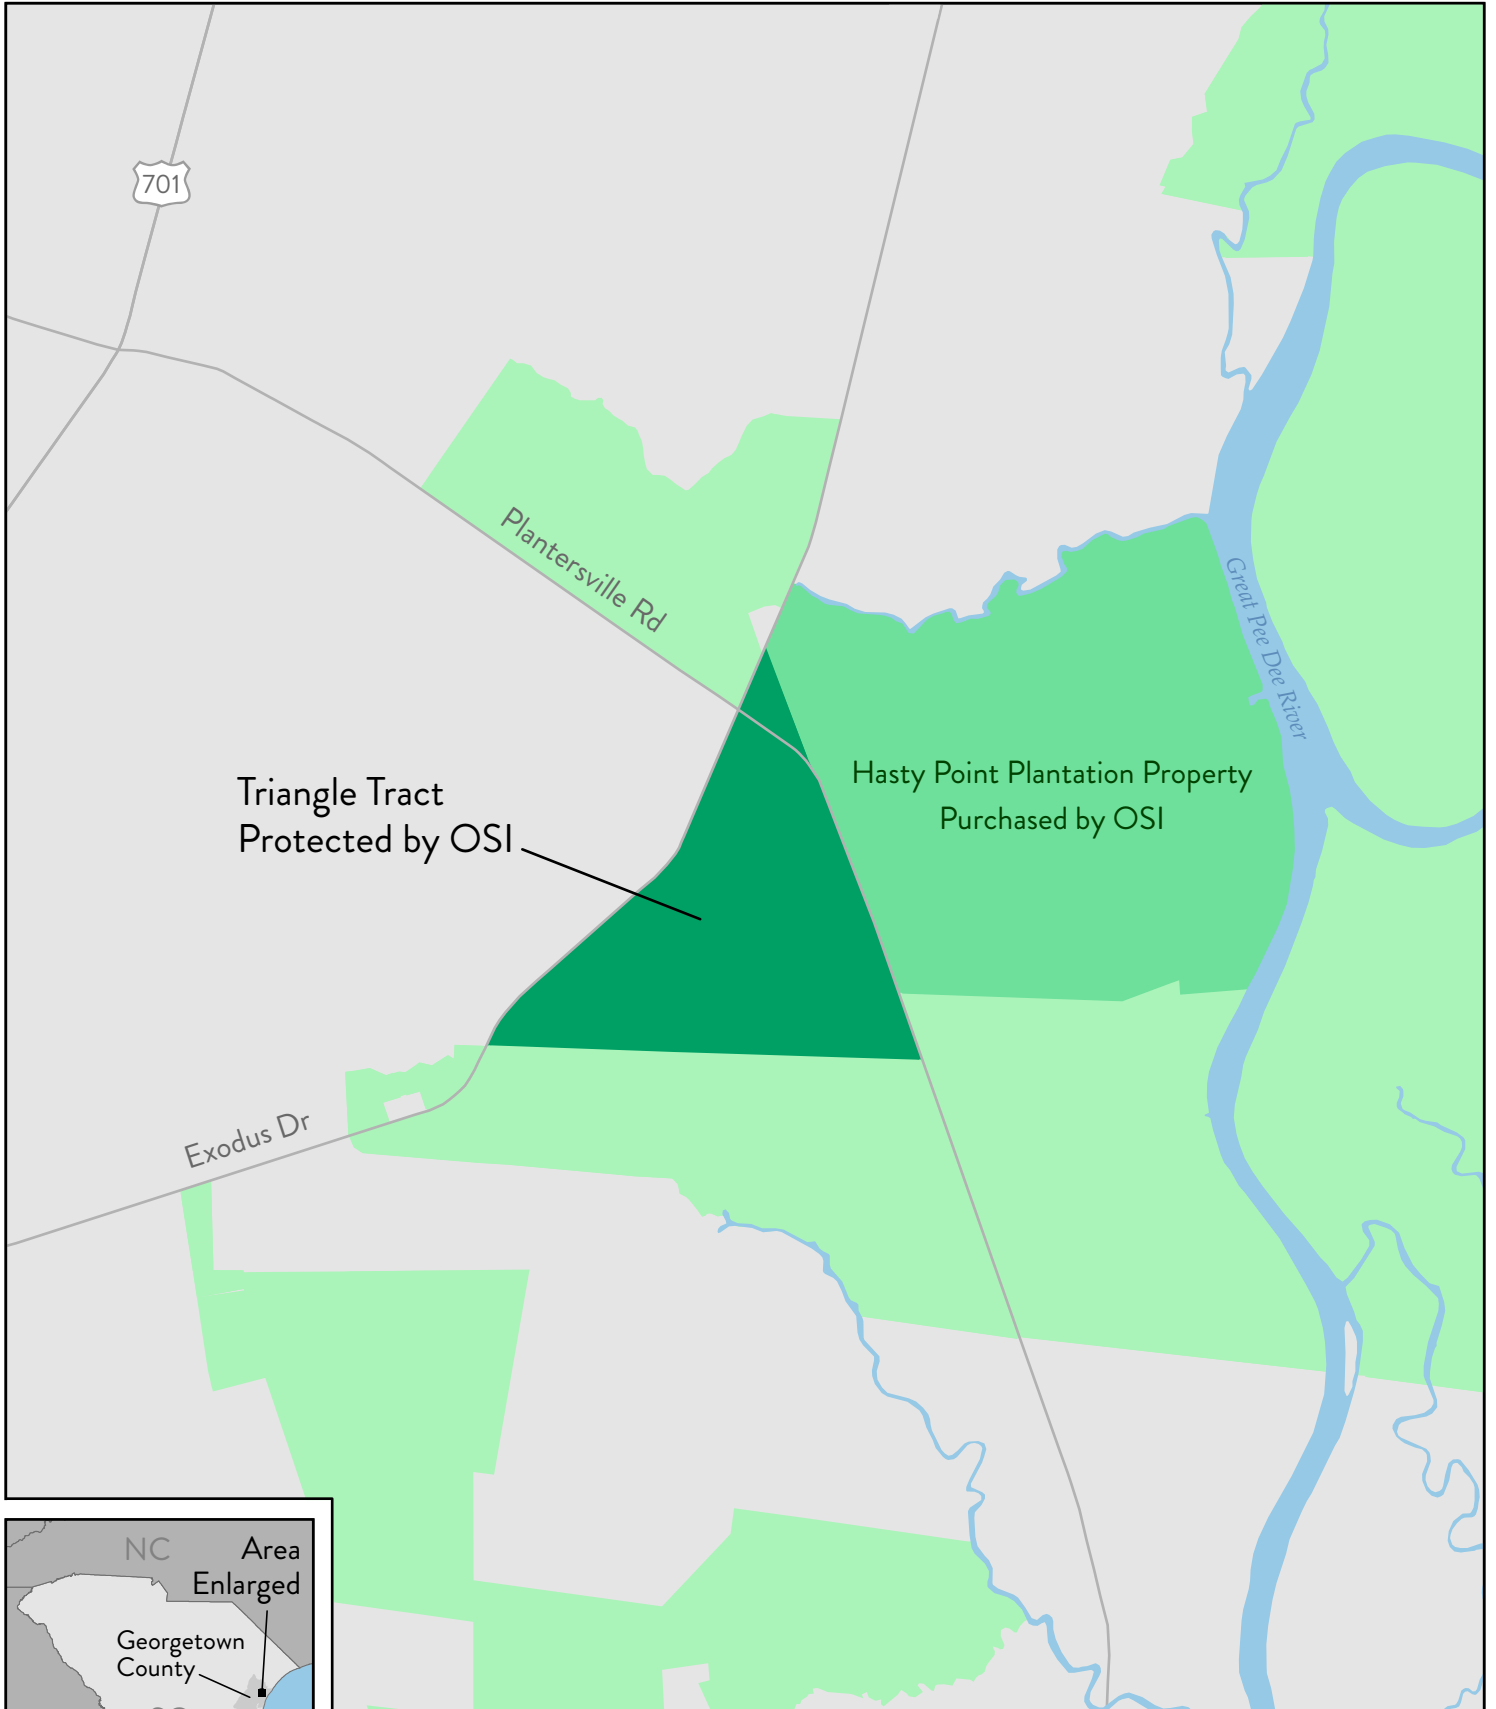 701
Plantersville Rd
Great Pee Dee River
Triangle Tract
Protected by OSI
Hasty Point Plantation Property
Purchased by OSI
Exodus Dr
NC
Area
Enlarged
Georgetown
County